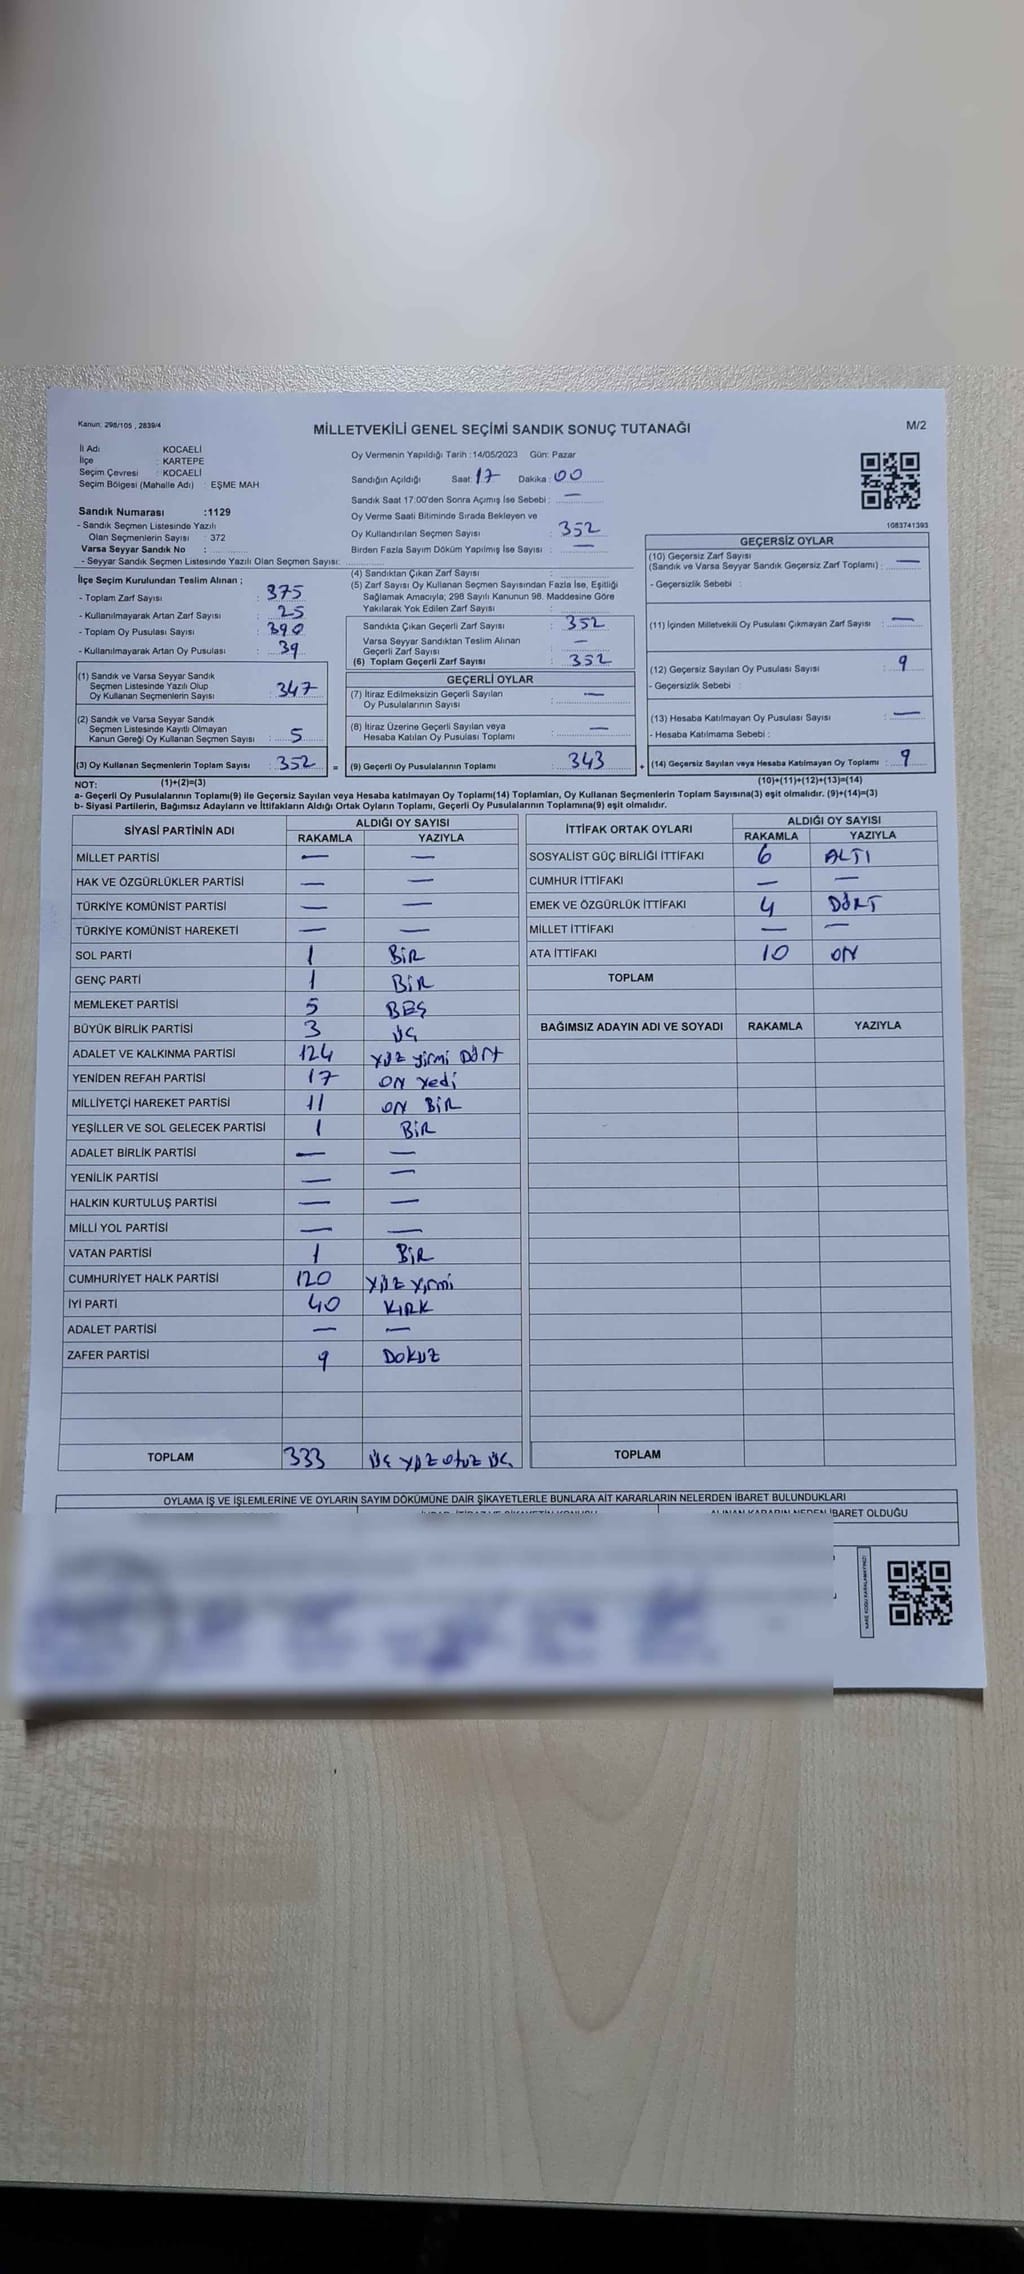 Kanun; 298/105 , 2839/4
MİLLETVEKİLİ GENEL SEÇİMİ SANDIK SONUÇ TUTANAĞI
M/2
İl Adı : KOCAELİ
İlçe : KARTEPE
Seçim Çevresi : KOCAELİ
Seçim Bölgesi (Mahalle Adı) : EŞME MAH
Sandık Numarası :1129
- Sandık Seçmen Listesinde Yazılı
Olan Seçmenlerin Sayısı : 372
Varsa Seyyar Sandık No :
- Seyyar Sandık Seçmen Listesinde Yazılı Olan Seçmen Sayısı:
Oy Vermenin Yapıldığı Tarih :14/05/2023 Gün: Pazar
Sandığın Açıldığı Saat: 17 Dakika: 00
Sandık Saat 17:00'den Sonra Açımış İse Sebebi : —
Oy Verme Saati Bitiminde Sırada Bekleyen ve
Oy Kullandırılan Seçmen Sayısı : 352
Birden Fazla Sayım Döküm Yapılmış İse Sayısı : —
1083741393
İlçe Seçim Kurulundan Teslim Alınan ;
- Toplam Zarf Sayısı : 375
- Kullanılmayarak Artan Zarf Sayısı : 25
- Toplam Oy Pusulası Sayısı : 390
- Kullanılmayarak Artan Oy Pusulası : 39
(1) Sandık ve Varsa Seyyar Sandık
Seçmen Listesinde Yazılı Olup
Oy Kullanan Seçmenlerin Sayısı : 347
(2) Sandık ve Varsa Seyyar Sandık
Seçmen Listesinde Kayıtlı Olmayan
Kanun Gereği Oy Kullanan Seçmen Sayısı : 5
(3) Oy Kullanan Seçmenlerin Toplam Sayısı : 352 =
(4) Sandıktan Çıkan Zarf Sayısı :
(5) Zarf Sayısı Oy Kullanan Seçmen Sayısından Fazla İse, Eşitliği
Sağlamak Amacıyla; 298 Sayılı Kanunun 98. Maddesine Göre
Yakılarak Yok Edilen Zarf Sayısı :
Sandıkta Çıkan Geçerli Zarf Sayısı : 352
Varsa Seyyar Sandıktan Teslim Alınan
Geçerli Zarf Sayısı : —
(6) Toplam Geçerli Zarf Sayısı : 352
GEÇERLİ OYLAR
(7) İtiraz Edilmeksizin Geçerli Sayılan
Oy Pusulalarının Sayısı : —
(8) İtiraz Üzerine Geçerli Sayılan veya
Hesaba Katılan Oy Pusulası Toplamı : —
(9) Geçerli Oy Pusulalarının Toplamı : 343 +
GEÇERSİZ OYLAR
(10) Geçersiz Zarf Sayısı
(Sandık ve Varsa Seyyar Sandık Geçersiz Zarf Toplamı) : —
- Geçersizlik Sebebi :
(11) İçinden Milletvekili Oy Pusulası Çıkmayan Zarf Sayısı : —
(12) Geçersiz Sayılan Oy Pusulası Sayısı : 9
- Geçersizlik Sebebi :
(13) Hesaba Katılmayan Oy Pusulası Sayısı : —
- Hesaba Katılmama Sebebi :
(14) Geçersiz Sayılan veya Hesaba Katılmayan Oy Toplamı : 9
NOT: (1)+(2)=(3) (10)+(11)+(12)+(13)=(14)
a- Geçerli Oy Pusulalarının Toplamı(9) ile Geçersiz Sayılan veya Hesaba katılmayan Oy Toplamı(14) Toplamları, Oy Kullanan Seçmenlerin Toplam Sayısına(3) eşit olmalıdır. (9)+(14)=(3)
b- Siyasi Partilerin, Bağımsız Adayların ve İttifakların Aldığı Ortak Oyların Toplamı, Geçerli Oy Pusulalarının Toplamına(9) eşit olmalıdır.
SİYASİ PARTİNİN ADI ALDIĞI OY SAYISI
RAKAMLA YAZIYLA
MİLLET PARTİSİ — —
HAK VE ÖZGÜRLÜKLER PARTİSİ — —
TÜRKİYE KOMÜNİST PARTİSİ — —
TÜRKİYE KOMÜNİST HAREKETİ — —
SOL PARTİ 1 BİR
GENÇ PARTİ 1 BİR
MEMLEKET PARTİSİ 5 BEŞ
BÜYÜK BİRLİK PARTİSİ 3 ÜÇ
ADALET VE KALKINMA PARTİSİ 124 YÜZ yirmi DÖRT
YENİDEN REFAH PARTİSİ 17 ON Yedi
MİLLİYETÇİ HAREKET PARTİSİ 11 ON BİR
YEŞİLLER VE SOL GELECEK PARTİSİ 1 BİR
ADALET BİRLİK PARTİSİ — —
YENİLİK PARTİSİ — —
HALKIN KURTULUŞ PARTİSİ — —
MİLLİ YOL PARTİSİ — —
VATAN PARTİSİ 1 BİR
CUMHURİYET HALK PARTİSİ 120 YÜZ Yirmi
İYİ PARTİ 40 KIRK
ADALET PARTİSİ — —
ZAFER PARTİSİ 9 DOKUZ
TOPLAM 333 ÜÇ YÜZ otuz ÜÇ
İTTİFAK ORTAK OYLARI ALDIĞI OY SAYISI
RAKAMLA YAZIYLA
SOSYALİST GÜÇ BİRLİĞİ İTTİFAKI 6 ALTI
CUMHUR İTTİFAKI — —
EMEK VE ÖZGÜRLÜK İTTİFAKI 4 DÖRT
MİLLET İTTİFAKI — —
ATA İTTİFAKI 10 ON
TOPLAM
BAĞIMSIZ ADAYIN ADI VE SOYADI RAKAMLA YAZIYLA
TOPLAM
OYLAMA İŞ VE İŞLEMLERİNE VE OYLARIN SAYIM DÖKÜMÜNE DAİR ŞİKAYETLERLE BUNLARA AİT KARARLARIN NELERDEN İBARET BULUNDUKLARI
ALINAN KARARIN NEDEN İBARET OLDUĞU